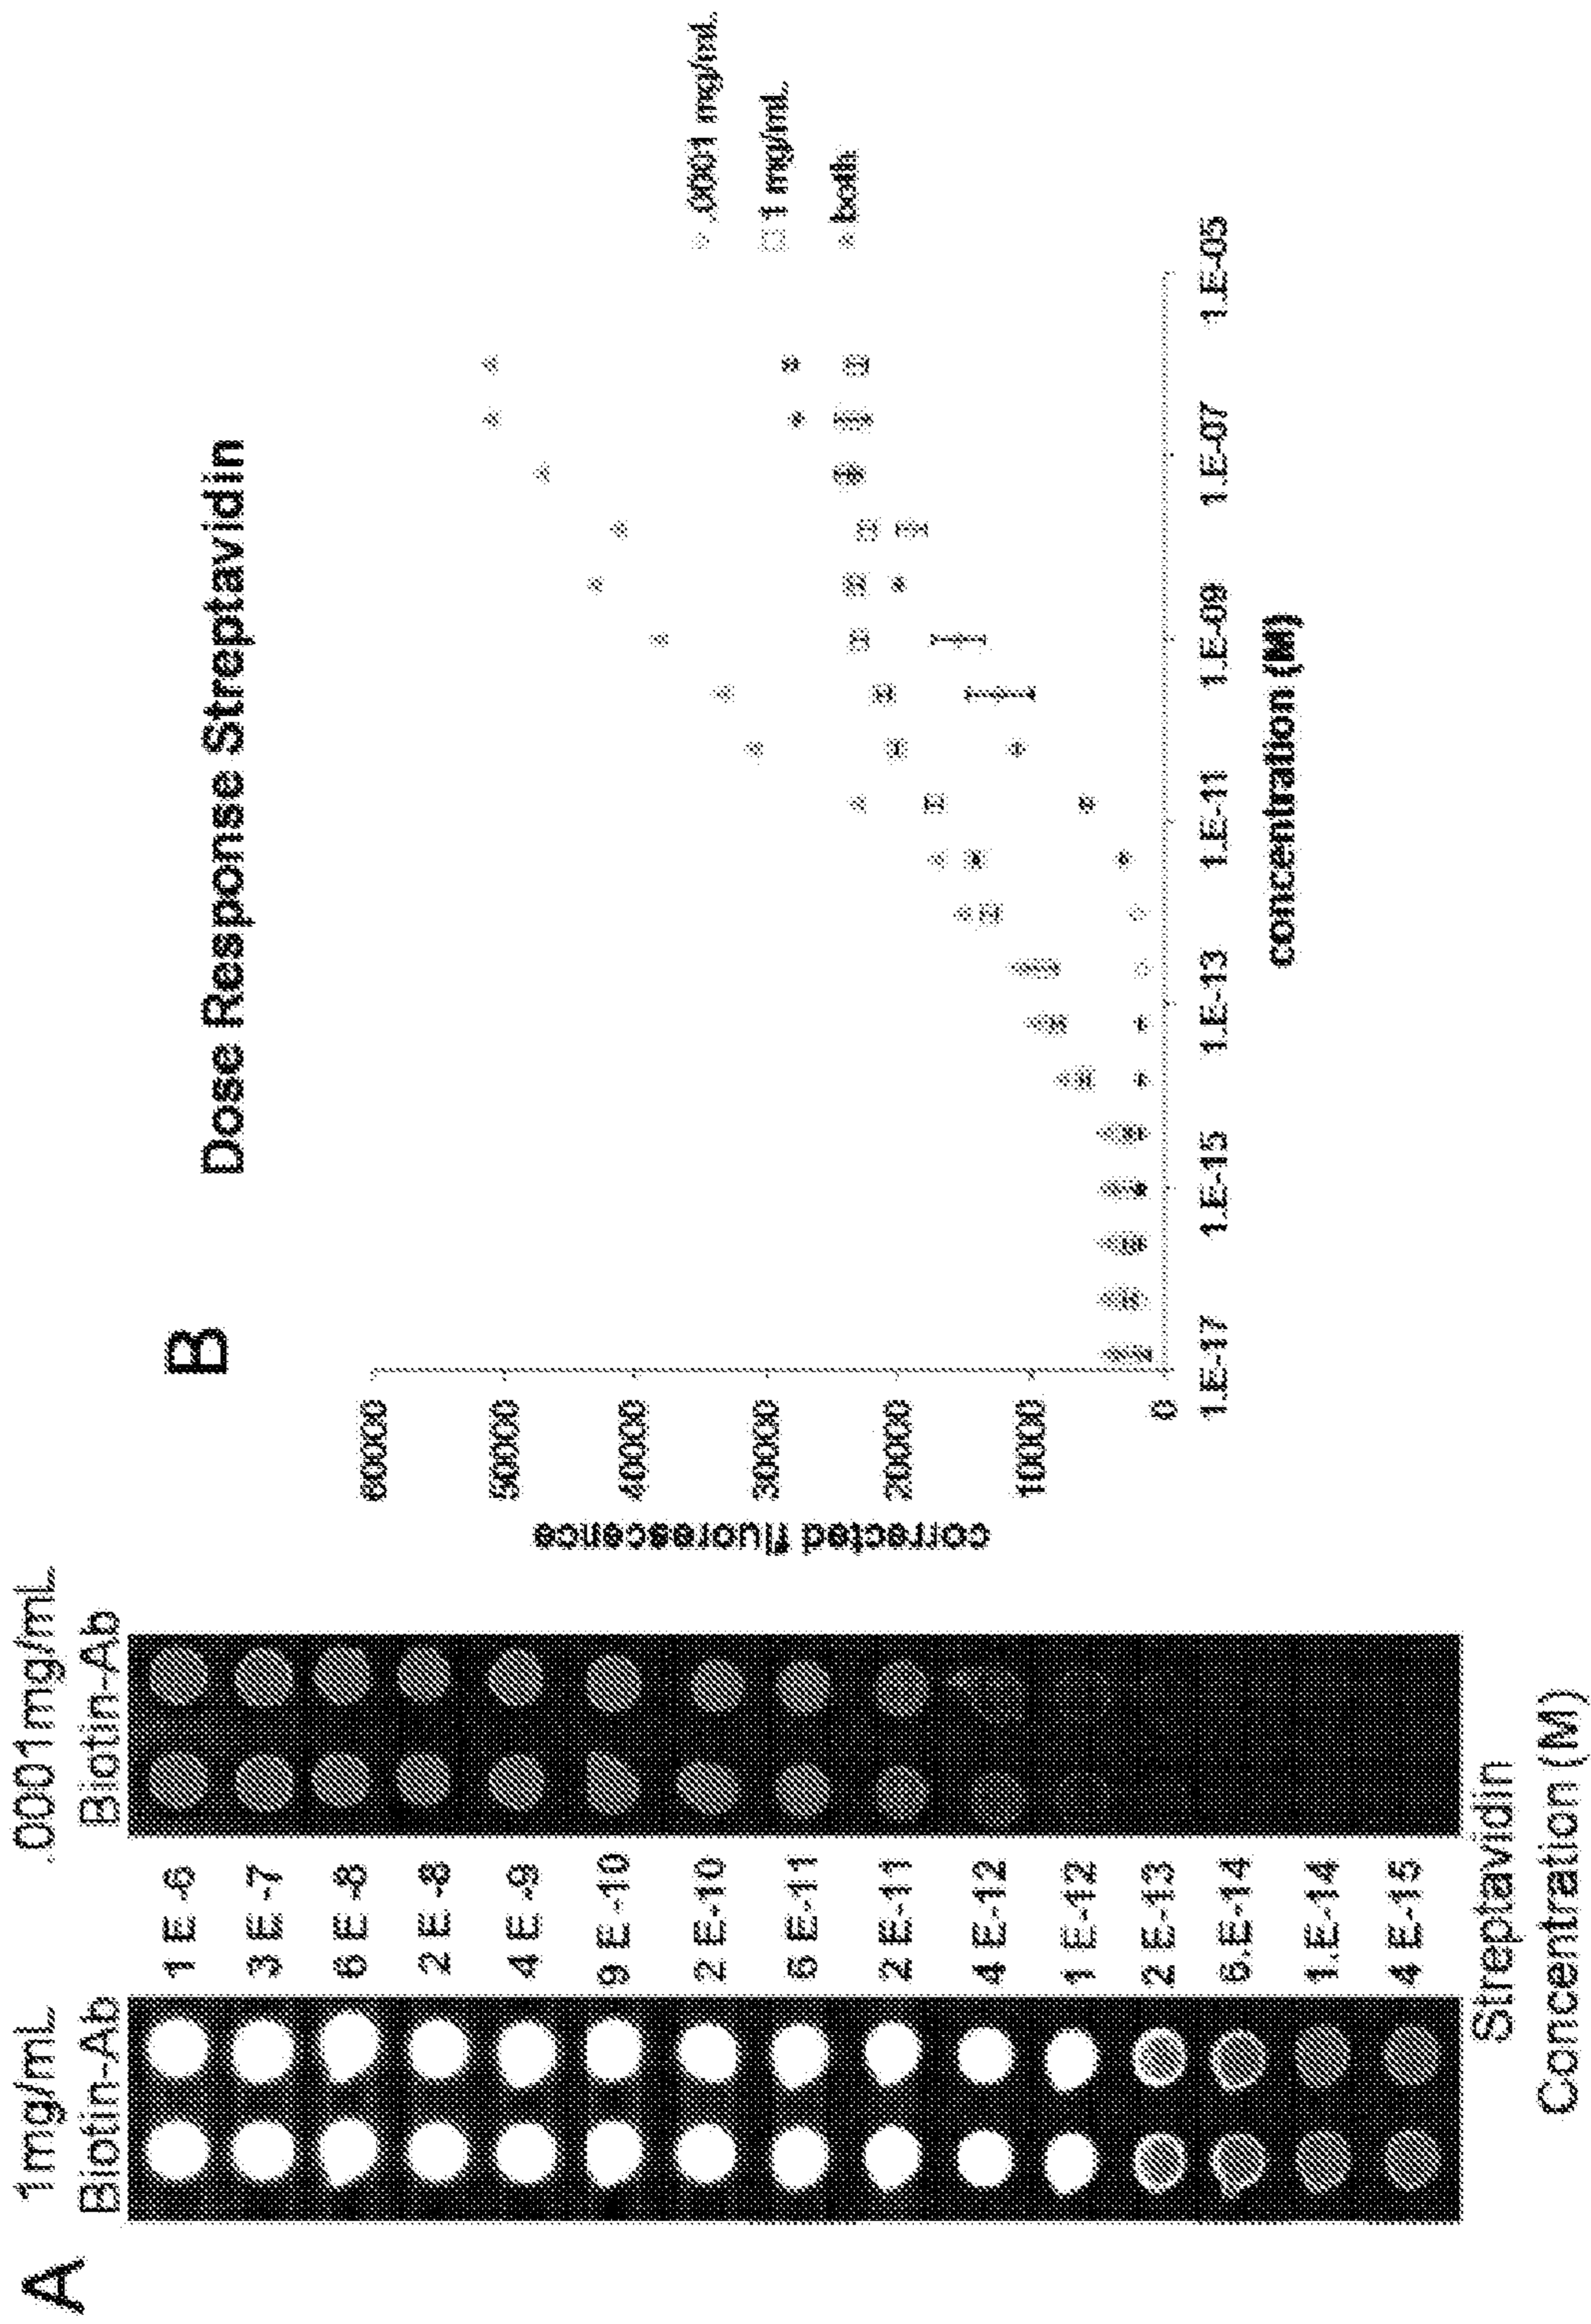 A
1mg/mL
Biotin-Ab
.0001mg/mL
Biotin-Ab
1 E -6
3 E -7
6 E -8
2 E -8
4 E -9
9 E -10
2 E-10
6 E-11
2 E-11
4 E-12
1 E-12
2 E-13
6.E-14
1.E-14
4 E-15
Streptavidin
Concentration (M)
B
Dose Response Streptavidin
corrected fluorescence
60000
50000
40000
30000
20000
10000
0
1.E-17
1.E-15
1.E-13
1.E-11
1.E-09
1.E-07
1.E-05
concentration (M)
.0001 mg/mL
1 mg/mL
both